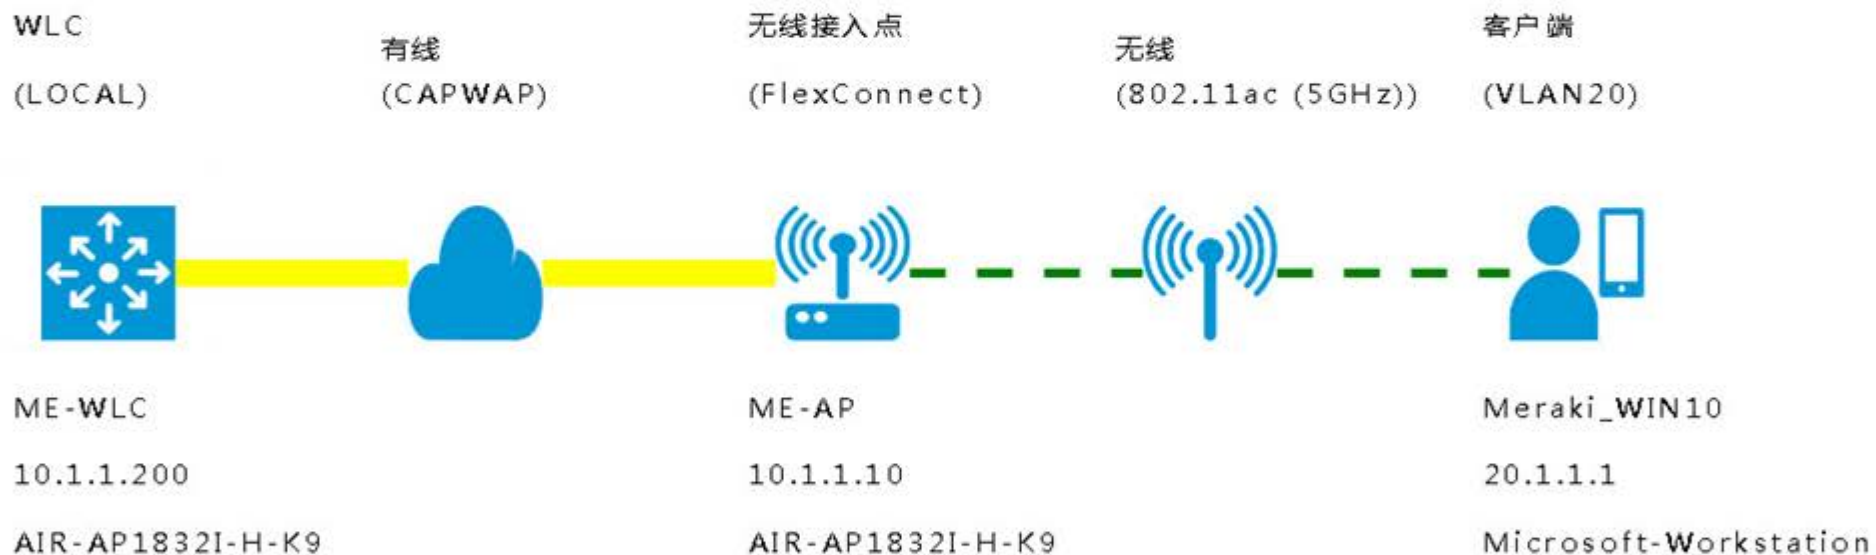 WLC
(LOCAL)
有线
(CAPWAP)
无线接入点
(FlexConnect)
无线
(802.11ac (5GHz))
客户端
(VLAN20)
ME-WLC
10.1.1.200
AIR-AP1832I-H-K9
ME-AP
10.1.1.10
AIR-AP1832I-H-K9
Meraki_WIN10
20.1.1.1
Microsoft-Workstation